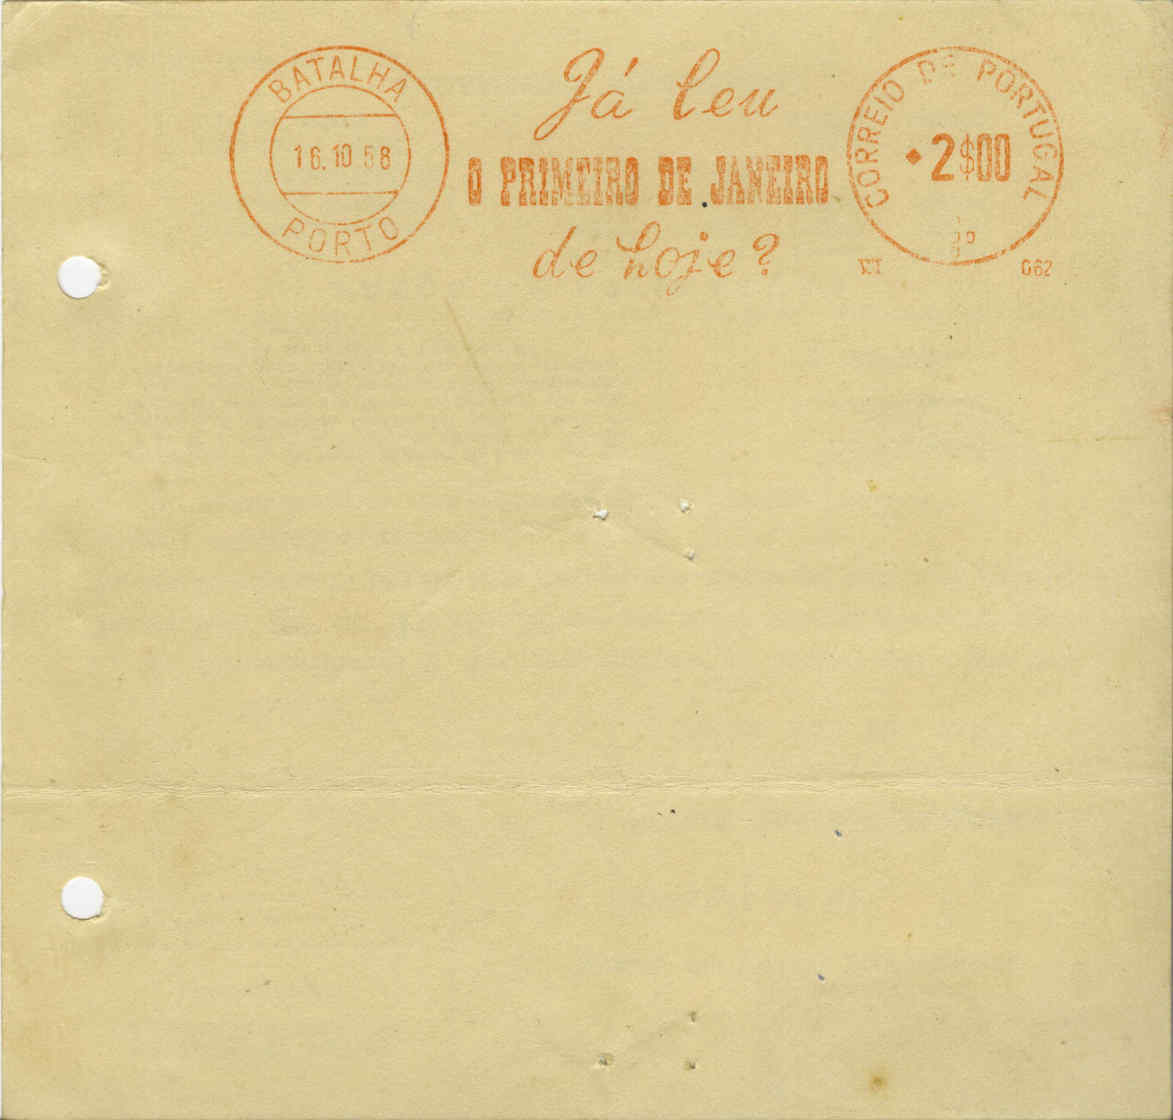 BATALHA
16.10 58
PORTO
Já leu
O PRIMEIRO DE JANEIRO
de hoje?
CORREIO DE PORTUGAL
2$00
062